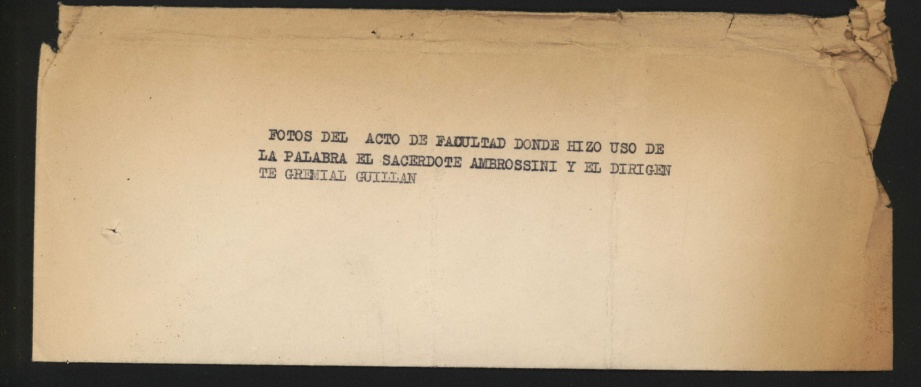 FOTOS DEL ACTO DE FACULTAD DONDE HIZO USO DE
LA PALABRA EL SACERDOTE AMBROSSINI Y EL DIRIGEN
TE GREMIAL GUILLAN